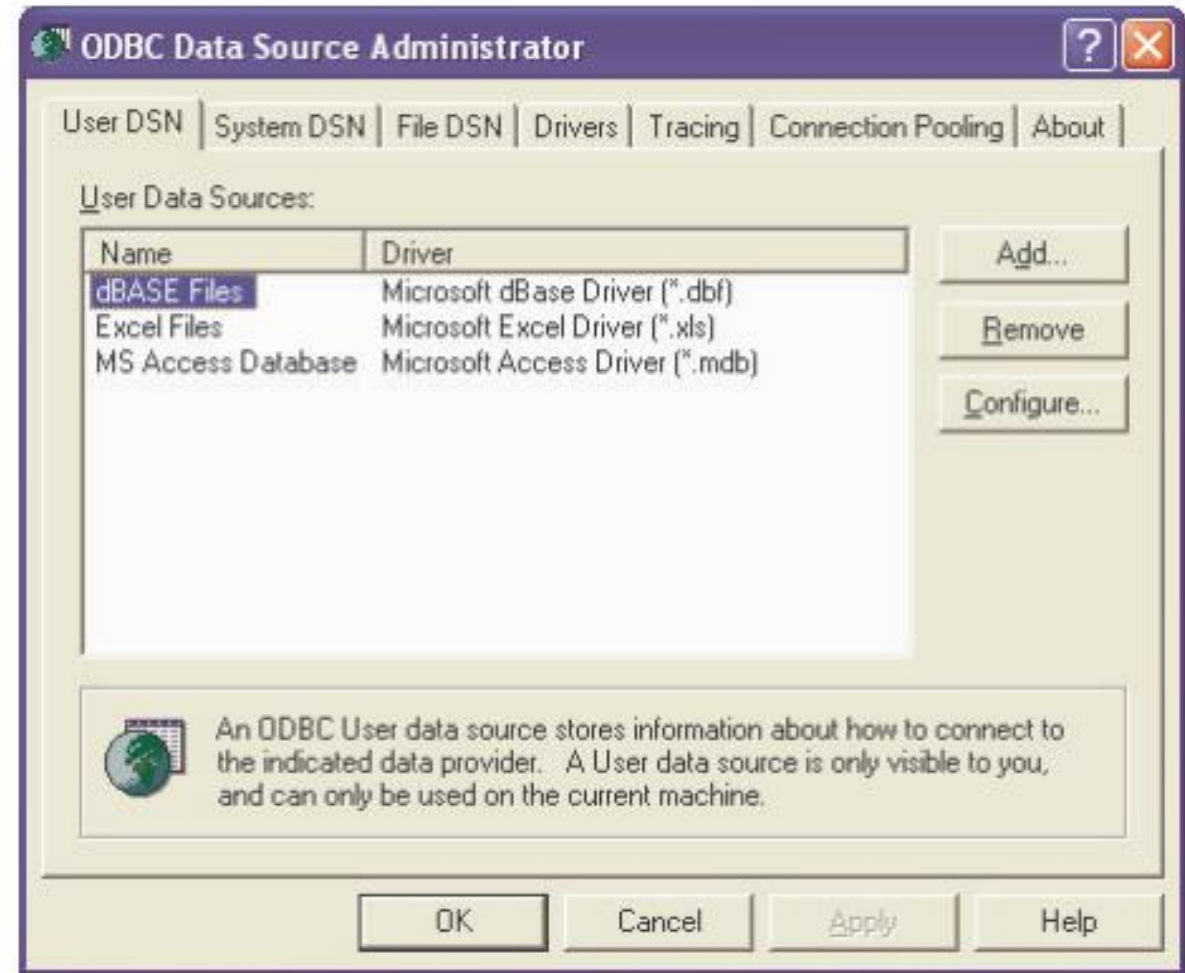 ODBC Data Source Administrator
User DSN System DSN File DSN Drivers Tracing Connection Pooling About
User Data Sources:
Name Driver
dBASE Files Microsoft dBase Driver (*.dbf)
Excel Files Microsoft Excel Driver (*.xls)
MS Access Database Microsoft Access Driver (*.mdb)
Add...
Remove
Configure...
An ODBC User data source stores information about how to connect to
the indicated data provider. A User data source is only visible to you,
and can only be used on the current machine.
OK Cancel Apply Help